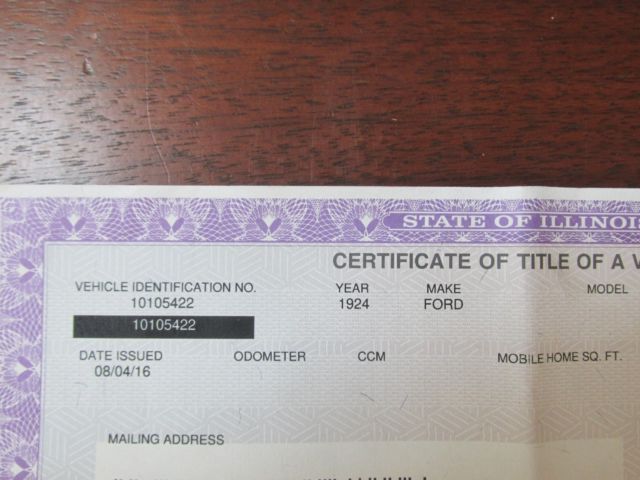 STATE OF ILLINOIS
CERTIFICATE OF TITLE OF A V
VEHICLE IDENTIFICATION NO. YEAR MAKE MODEL
10105422 1924 FORD
10105422
DATE ISSUED ODOMETER CCM MOBILE HOME SQ. FT.
08/04/16
MAILING ADDRESS